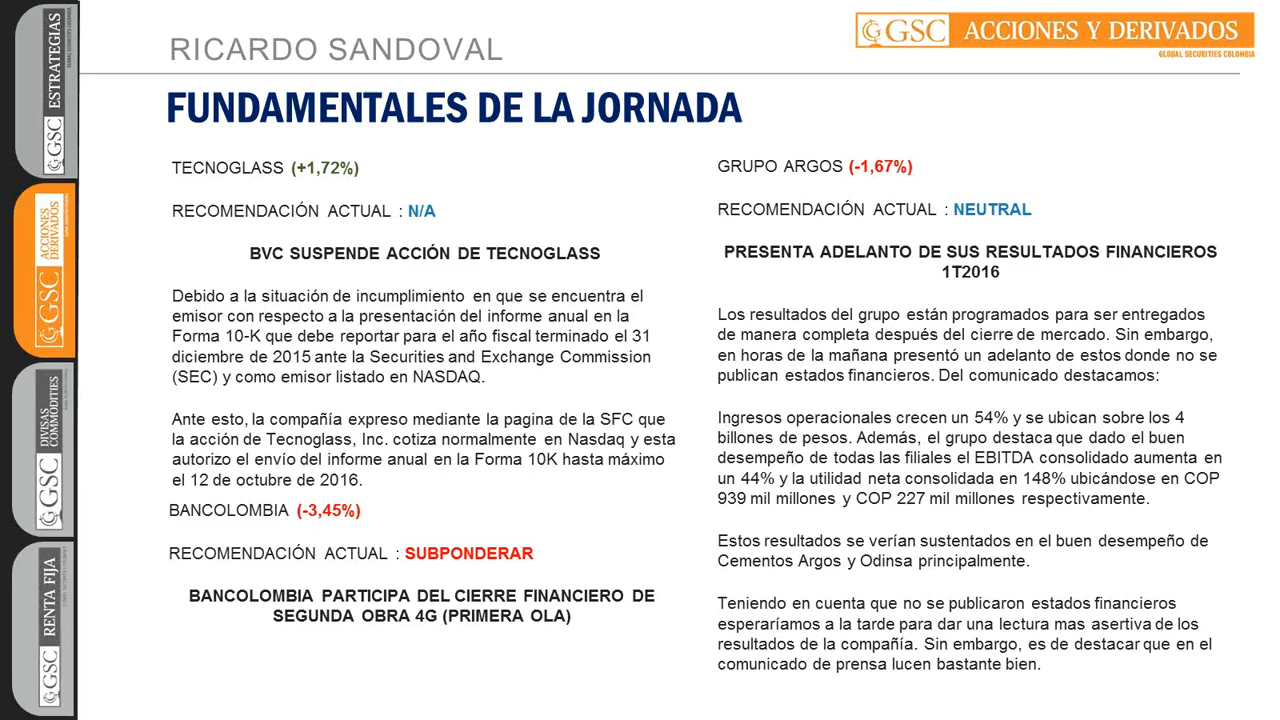 RICARDO SANDOVAL
GSC ACCIONES Y DERIVADOS
GLOBAL SECURITIES COLOMBIA
FUNDAMENTALES DE LA JORNADA
TECNOGLASS (+1,72%)
RECOMENDACIÓN ACTUAL : N/A
BVC SUSPENDE ACCIÓN DE TECNOGLASS
Debido a la situación de incumplimiento en que se encuentra el
emisor con respecto a la presentación del informe anual en la
Forma 10-K que debe reportar para el año fiscal terminado el 31
diciembre de 2015 ante la Securities and Exchange Commission
(SEC) y como emisor listado en NASDAQ.
Ante esto, la compañía expreso mediante la pagina de la SFC que
la acción de Tecnoglass, Inc. cotiza normalmente en Nasdaq y esta
autorizo el envío del informe anual en la Forma 10K hasta máximo
el 12 de octubre de 2016.
BANCOLOMBIA (-3,45%)
RECOMENDACIÓN ACTUAL : SUBPONDERAR
BANCOLOMBIA PARTICIPA DEL CIERRE FINANCIERO DE
SEGUNDA OBRA 4G (PRIMERA OLA)
GRUPO ARGOS (-1,67%)
RECOMENDACIÓN ACTUAL : NEUTRAL
PRESENTA ADELANTO DE SUS RESULTADOS FINANCIEROS
1T2016
Los resultados del grupo están programados para ser entregados
de manera completa después del cierre de mercado. Sin embargo,
en horas de la mañana presentó un adelanto de estos donde no se
publican estados financieros. Del comunicado destacamos:
Ingresos operacionales crecen un 54% y se ubican sobre los 4
billones de pesos. Además, el grupo destaca que dado el buen
desempeño de todas las filiales el EBITDA consolidado aumenta en
un 44% y la utilidad neta consolidada en 148% ubicándose en COP
939 mil millones y COP 227 mil millones respectivamente.
Estos resultados se verían sustentados en el buen desempeño de
Cementos Argos y Odinsa principalmente.
Teniendo en cuenta que no se publicaron estados financieros
esperaríamos a la tarde para dar una lectura mas asertiva de los
resultados de la compañía. Sin embargo, es de destacar que en el
comunicado de prensa lucen bastante bien.
GSC ESTRATEGIAS
GSC ACCIONES
DERIVADOS
GSC DIVISAS
COMMODITIES
GSC RENTA FIJA